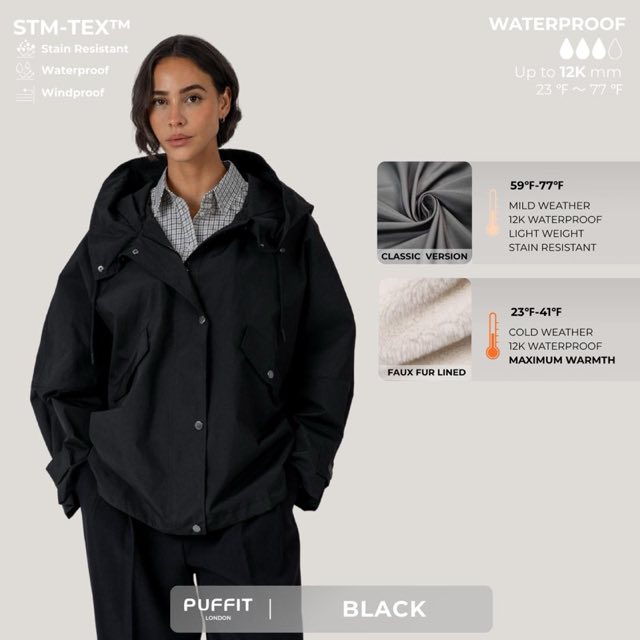 STM-TEX™
Stain Resistant
Waterproof
Windproof
WATERPROOF
Up to 12K mm
23 ℉ ~ 77 ℉
59°F-77°F
MILD WEATHER
12K WATERPROOF
LIGHT WEIGHT
STAIN RESISTANT
CLASSIC VERSION
23°F-41°F
COLD WEATHER
12K WATERPROOF
MAXIMUM WARMTH
FAUX FUR LINED
PUFFIT
LONDON
BLACK